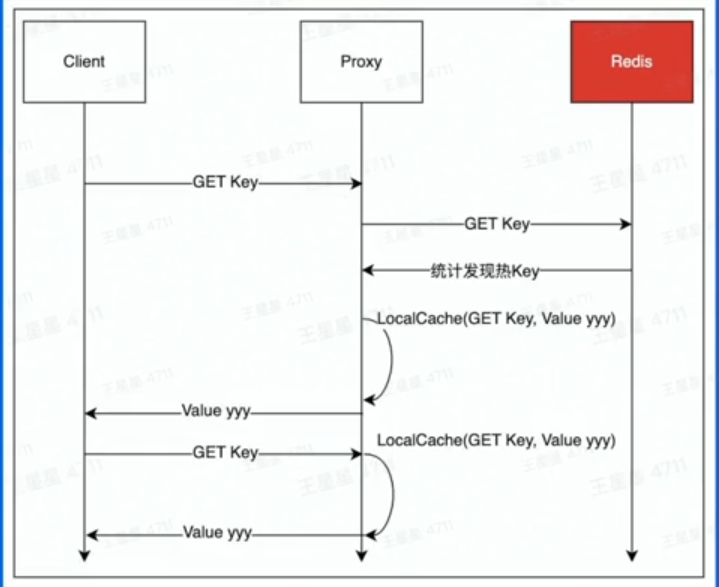 Client
Proxy
Redis
GET Key
GET Key
统计发现热Key
LocalCache(GET Key, Value yyy)
Value yyy
LocalCache(GET Key, Value yyy)
GET Key
Value yyy
王星星 4711